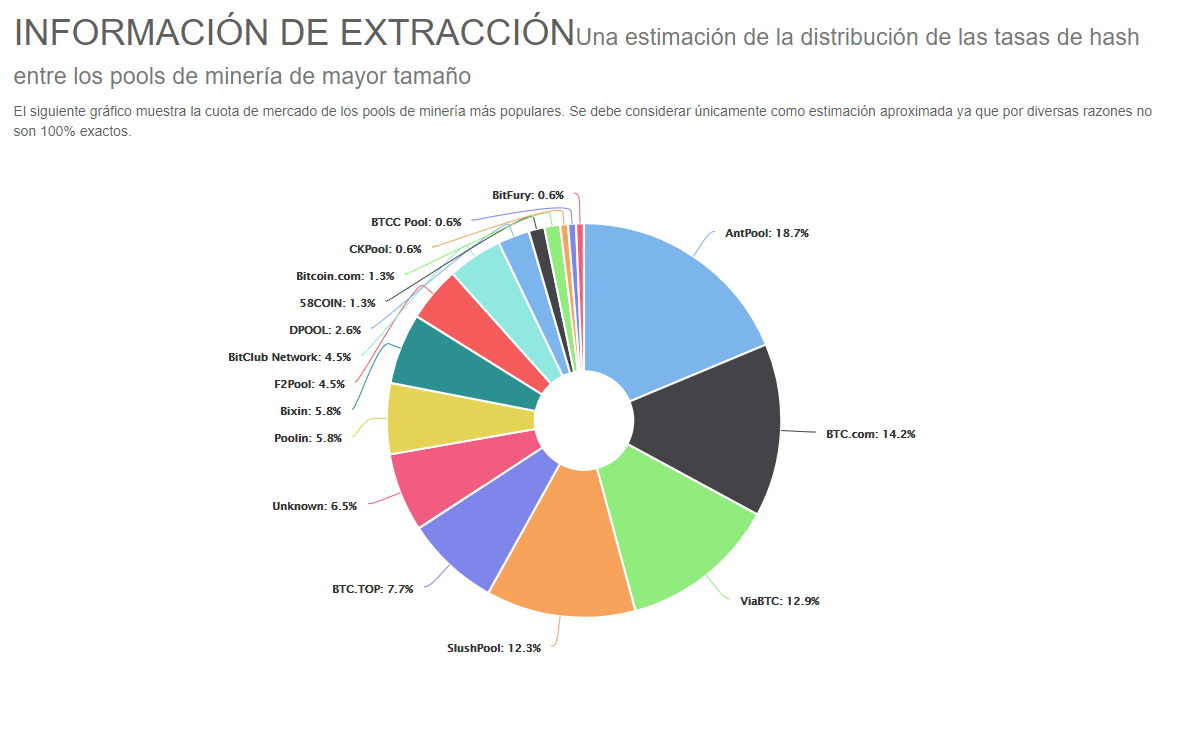 INFORMACIÓN DE EXTRACCIÓNUna estimación de la distribución de las tasas de hash
entre los pools de minería de mayor tamaño
El siguiente gráfico muestra la cuota de mercado de los pools de minería más populares. Se debe considerar únicamente como estimación aproximada ya que por diversas razones no
son 100% exactos.
BitFury: 0.6%
BTCC Pool: 0.6%
AntPool: 18.7%
CKPool: 0.6%
Bitcoin.com: 1.3%
58COIN: 1.3%
DPOOL: 2.6%
BitClub Network: 4.5%
F2Pool: 4.5%
Bixin: 5.8%
BTC.com: 14.2%
Poolin: 5.8%
Unknown: 6.5%
BTC.TOP: 7.7%
ViaBTC: 12.9%
SlushPool: 12.3%